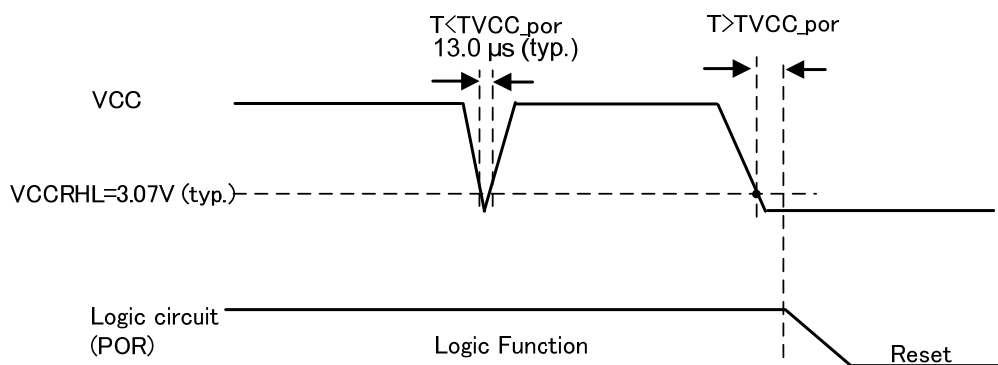 T<TVCC_por
13.0 µs (typ.)
T>TVCC_por
VCC
VCCRHL=3.07V (typ.)
Logic circuit
(POR)
Logic Function
Reset